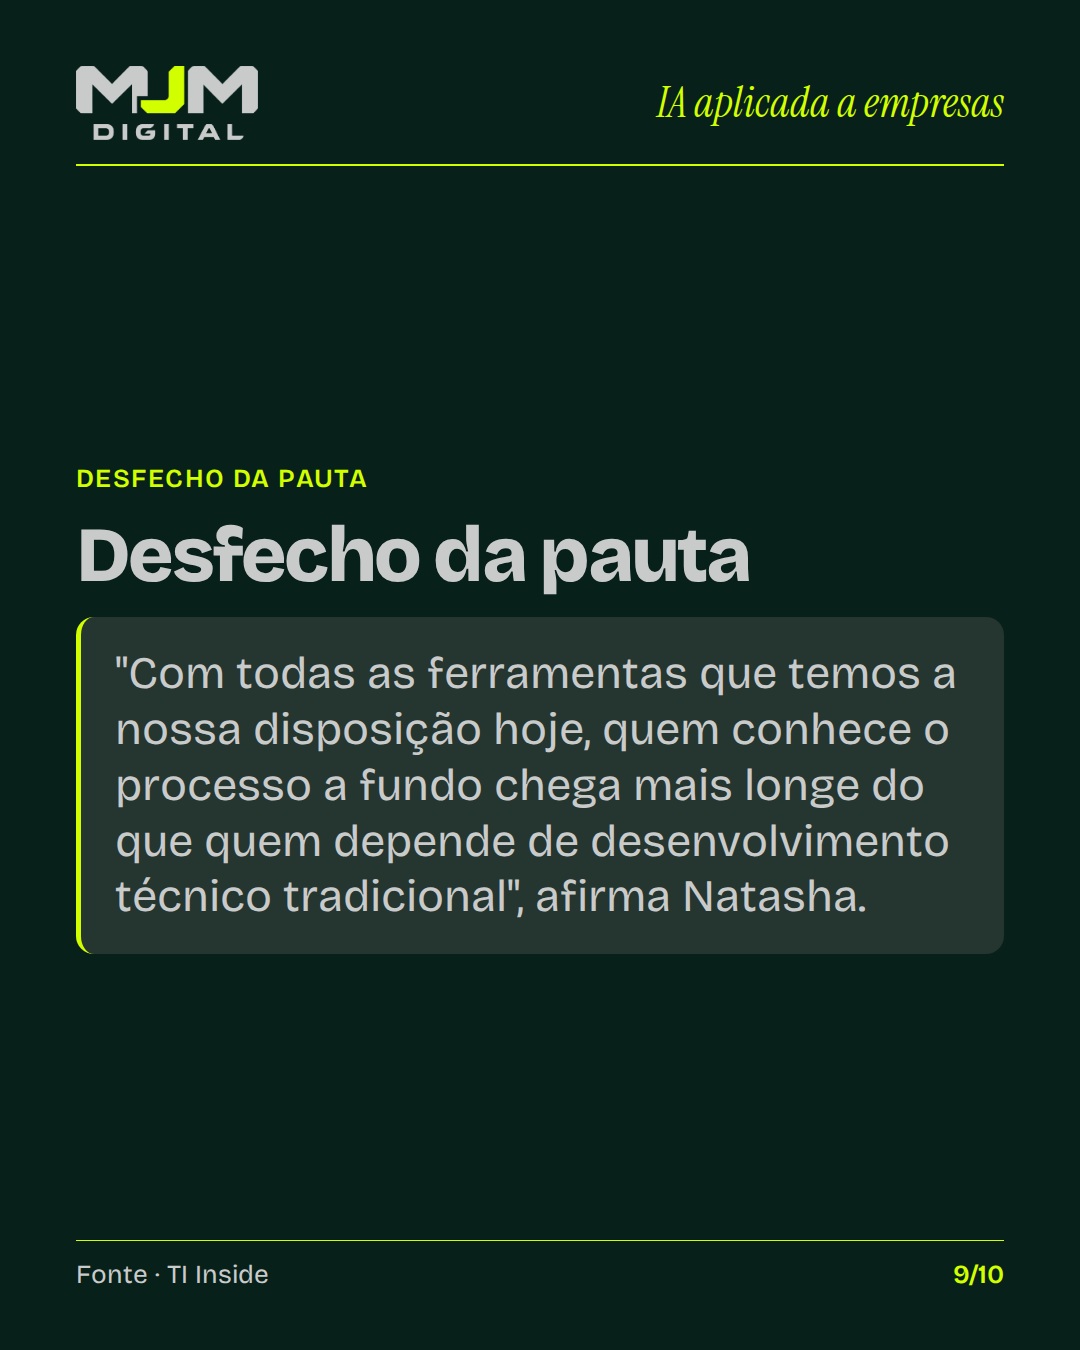 MJM
DIGITAL
IA aplicada a empresas
DESFECHO DA PAUTA
Desfecho da pauta
"Com todas as ferramentas que temos a
nossa disposição hoje, quem conhece o
processo a fundo chega mais longe do
que quem depende de desenvolvimento
técnico tradicional", afirma Natasha.
Fonte · TI Inside
9/10